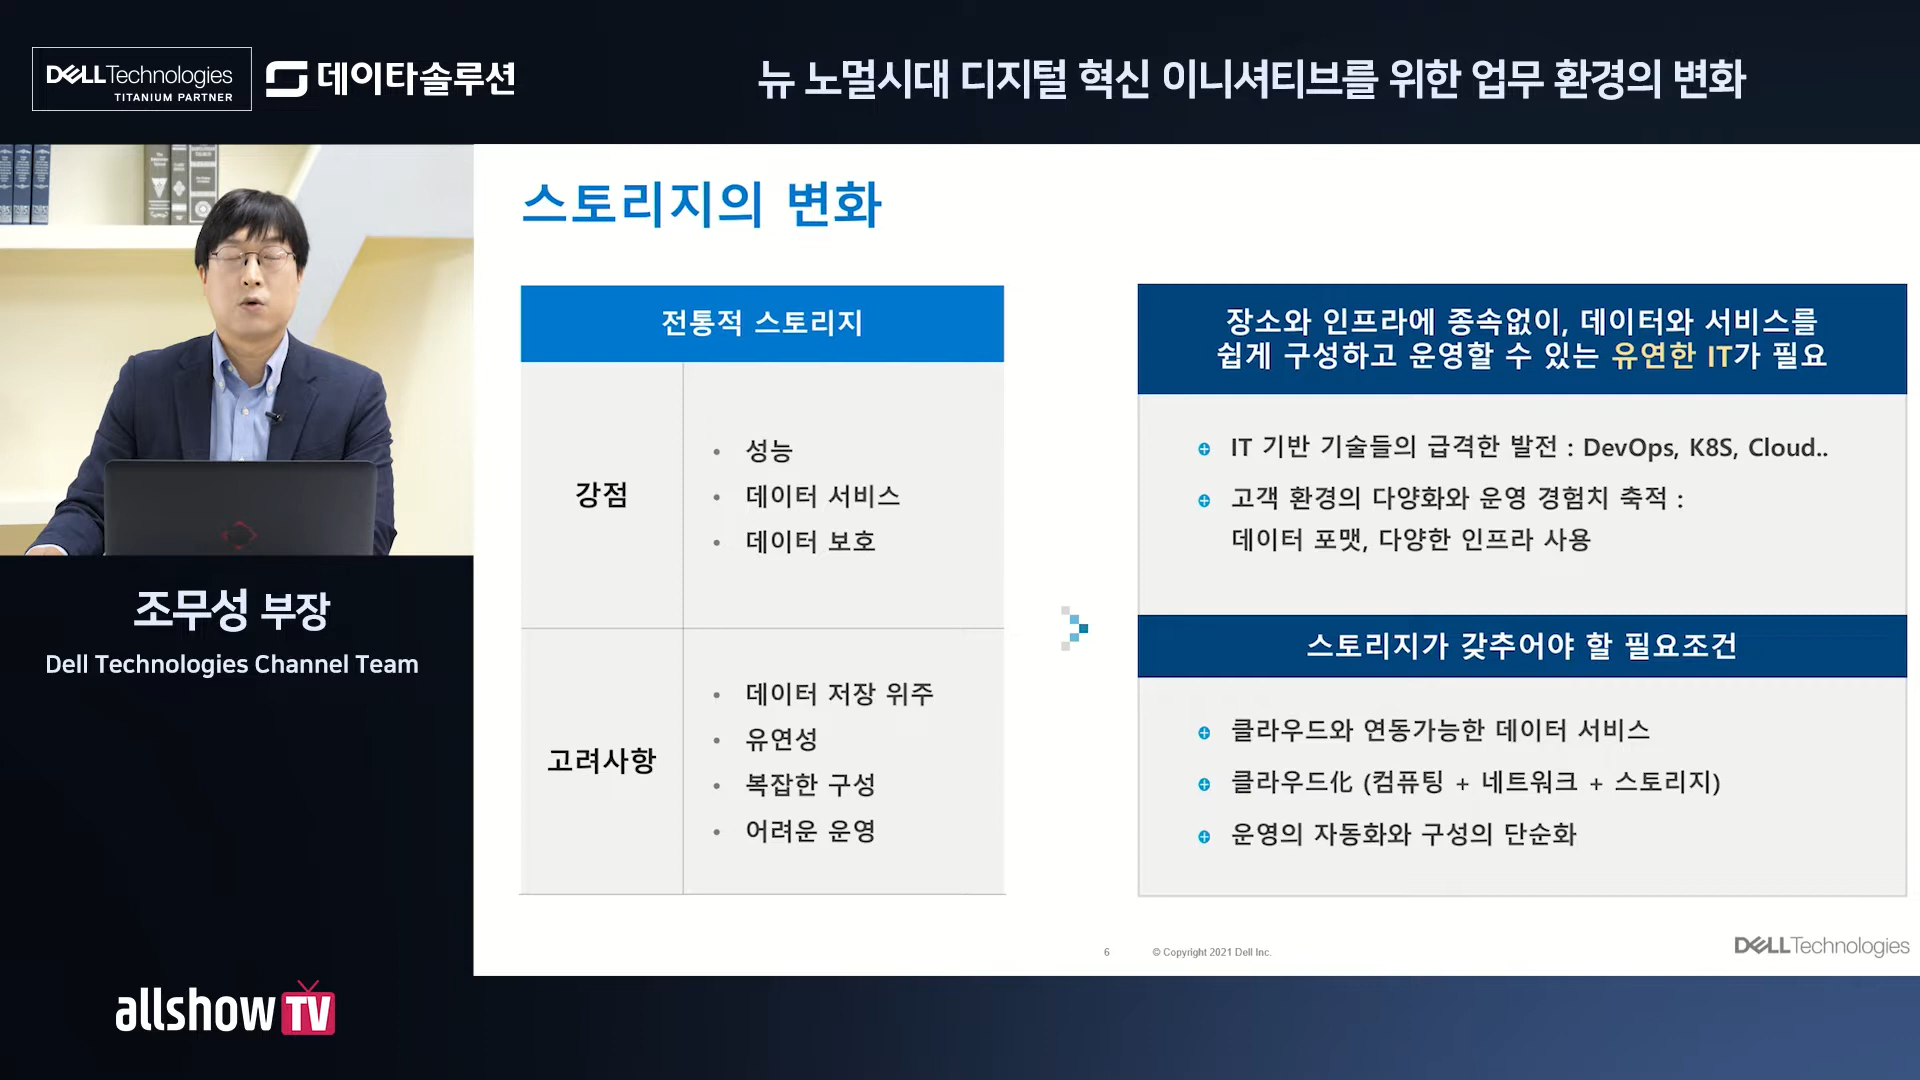 DELLTechnologies
TITANIUM PARTNER
데이타솔루션
뉴 노멀시대 디지털 혁신 이니셔티브를 위한 업무 환경의 변화
스토리지의 변화
전통적 스토리지
강점
• 성능
• 데이터 서비스
• 데이터 보호
고려사항
• 데이터 저장 위주
• 유연성
• 복잡한 구성
• 어려운 운영
장소와 인프라에 종속없이, 데이터와 서비스를
쉽게 구성하고 운영할 수 있는 유연한 IT가 필요
IT 기반 기술들의 급격한 발전 : DevOps, K8S, Cloud..
고객 환경의 다양화와 운영 경험치 축적 :
데이터 포맷, 다양한 인프라 사용
스토리지가 갖추어야 할 필요조건
클라우드와 연동가능한 데이터 서비스
클라우드化 (컴퓨팅 + 네트워크 + 스토리지)
운영의 자동화와 구성의 단순화
6
© Copyright 2021 Dell Inc.
DELLTechnologies
조무성 부장
Dell Technologies Channel Team
allshowTV